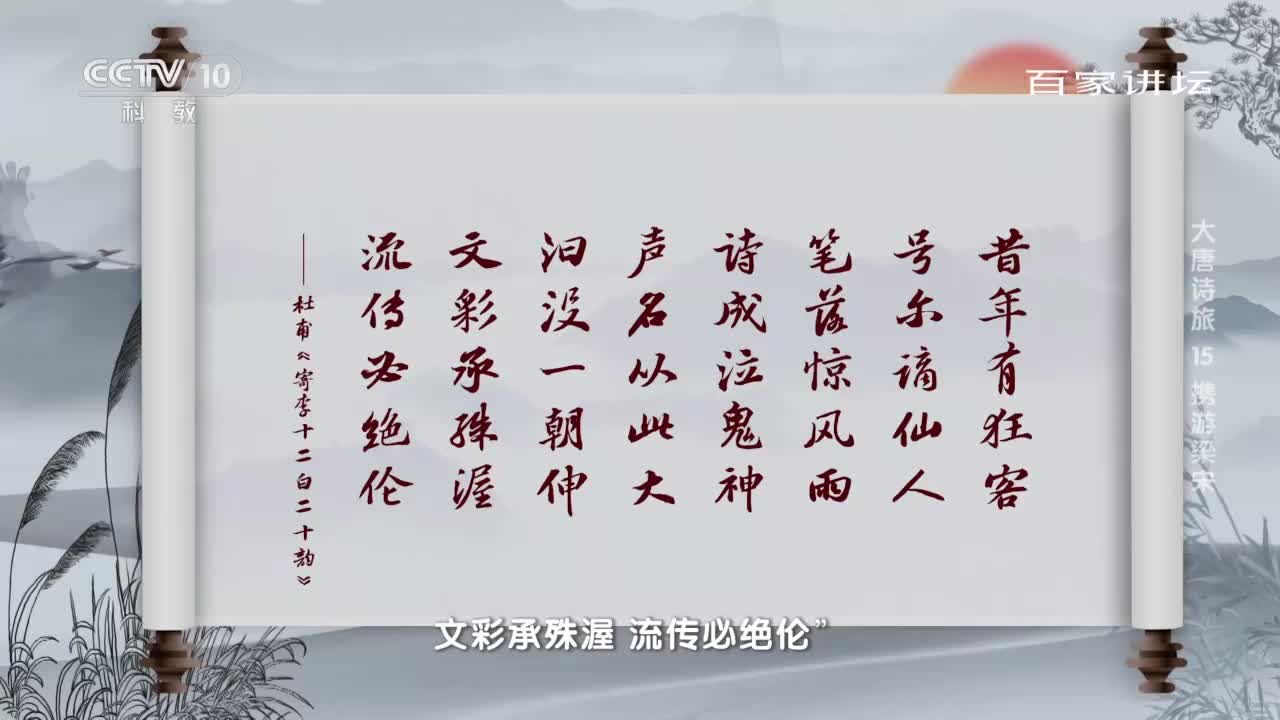 CCTV 10
科 教
百家讲坛
大唐诗旅 15 携游梁宋
昔年有狂客
号尔谪仙人
笔落惊风雨
诗成泣鬼神
声名从此大
汩没一朝伸
文彩承殊渥
流传必绝伦
——杜甫《寄李十二白二十韵》
文彩承殊渥 流传必绝伦”